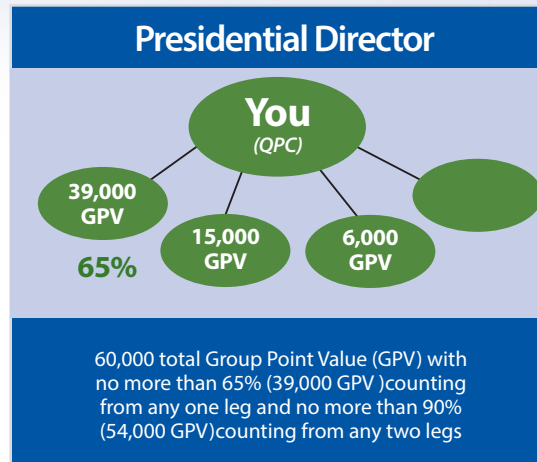 Presidential Director
You
(QPC)
39,000
GPV
15,000
GPV
6,000
GPV
65%
60,000 total Group Point Value (GPV) with
no more than 65% (39,000 GPV )counting
from any one leg and no more than 90%
(54,000 GPV)counting from any two legs